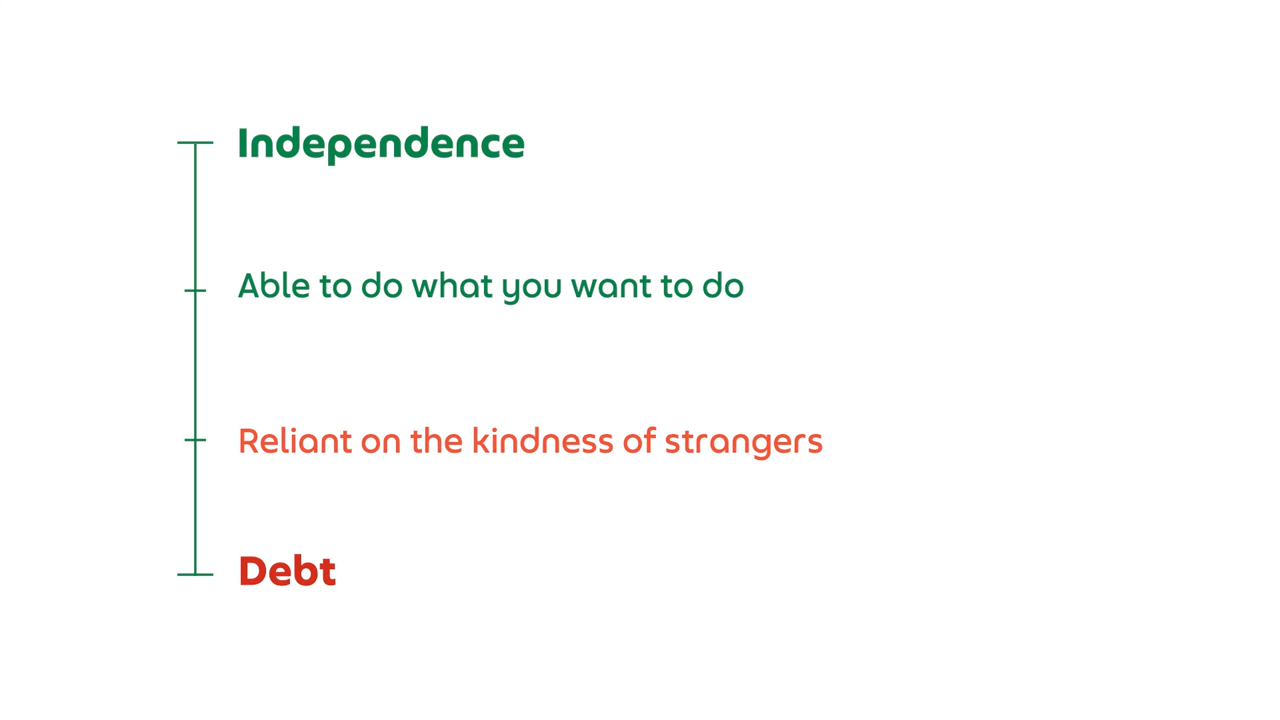 Independence
Able to do what you want to do
Reliant on the kindness of strangers
Debt